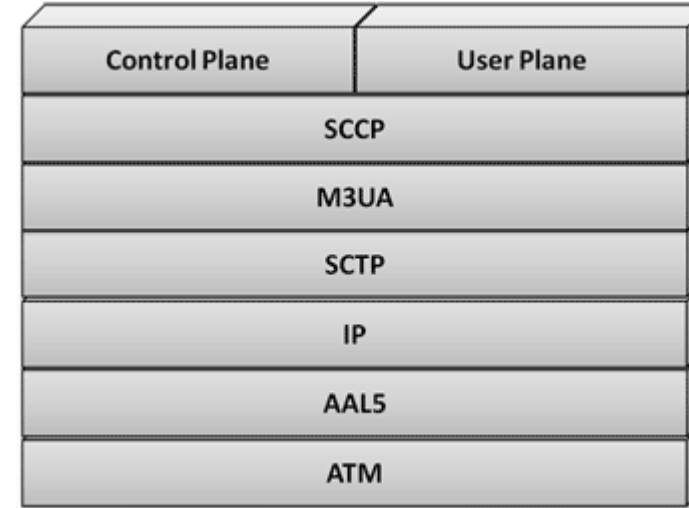 Control Plane User Plane
SCCP
M3UA
SCTP
IP
AAL5
ATM